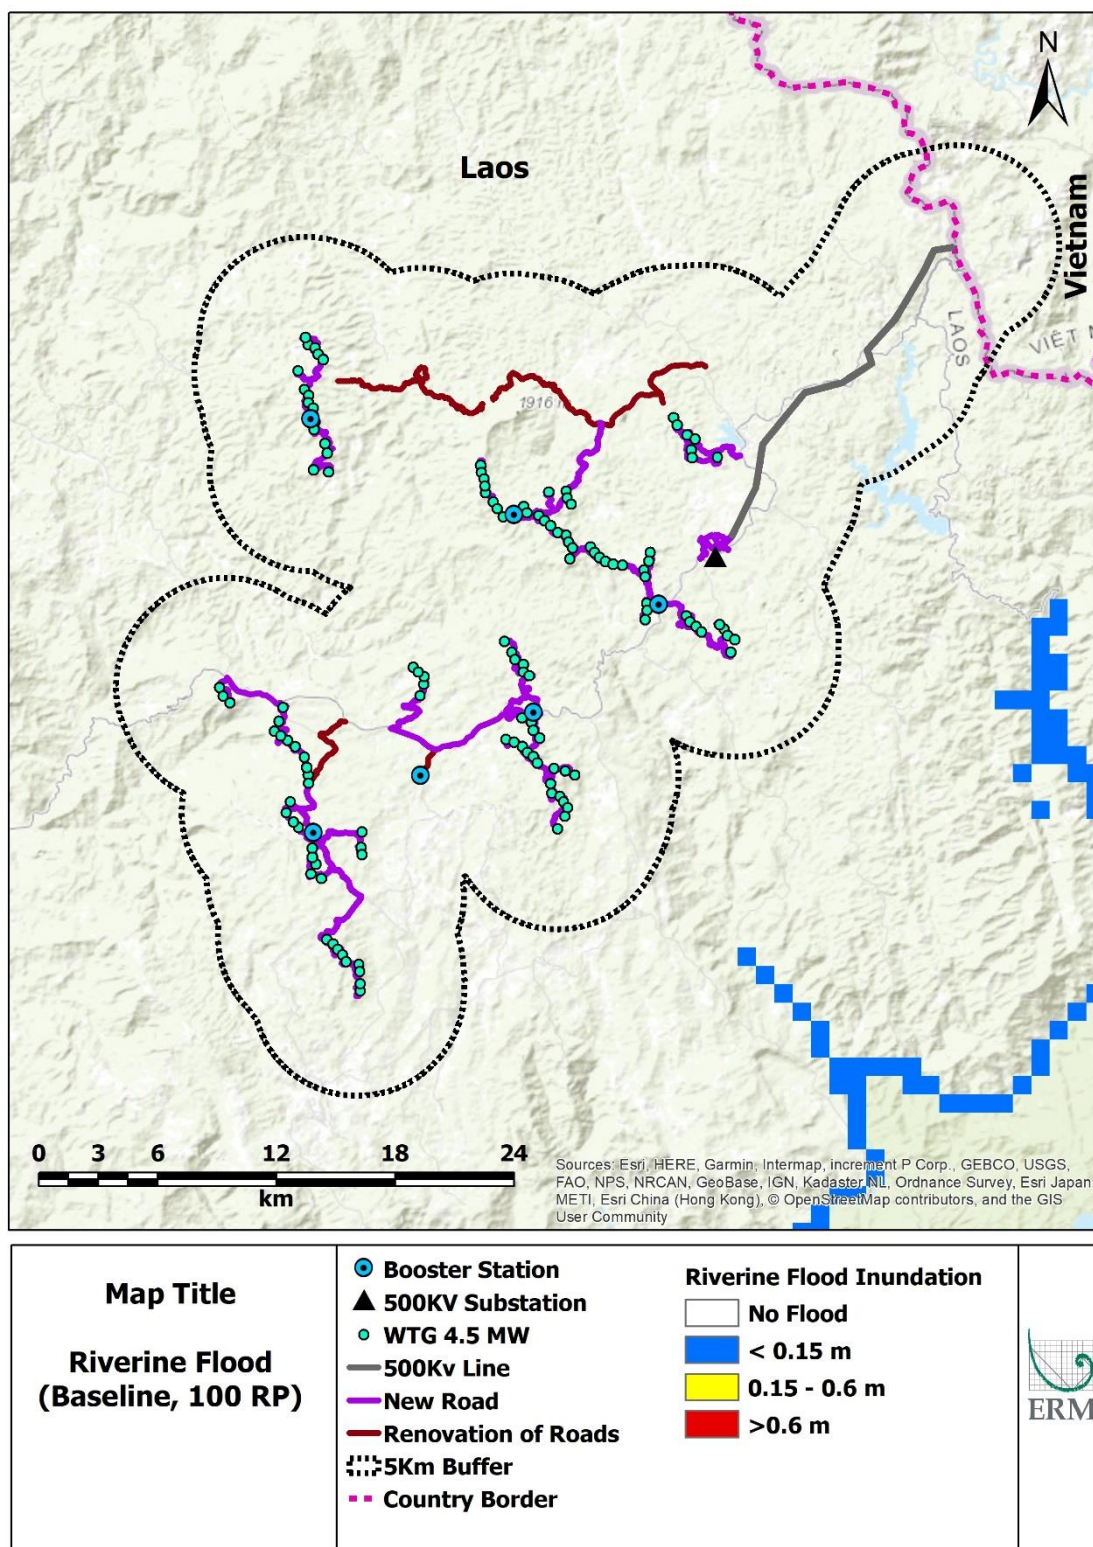 N
Laos
Vietnam
LAOS
VIÊT N
1916 m
0 3 6 12 18 24
km
Sources: Esri, HERE, Garmin, Intermap, increment P Corp., GEBCO, USGS,
FAO, NPS, NRCAN, GeoBase, IGN, Kadaster NL, Ordnance Survey, Esri Japan,
METI, Esri China (Hong Kong), © OpenStreetMap contributors, and the GIS
User Community
Map Title
Riverine Flood
(Baseline, 100 RP)
Booster Station
500KV Substation
WTG 4.5 MW
500Kv Line
New Road
Renovation of Roads
5Km Buffer
Country Border
Riverine Flood Inundation
No Flood
< 0.15 m
0.15 - 0.6 m
>0.6 m
ERM